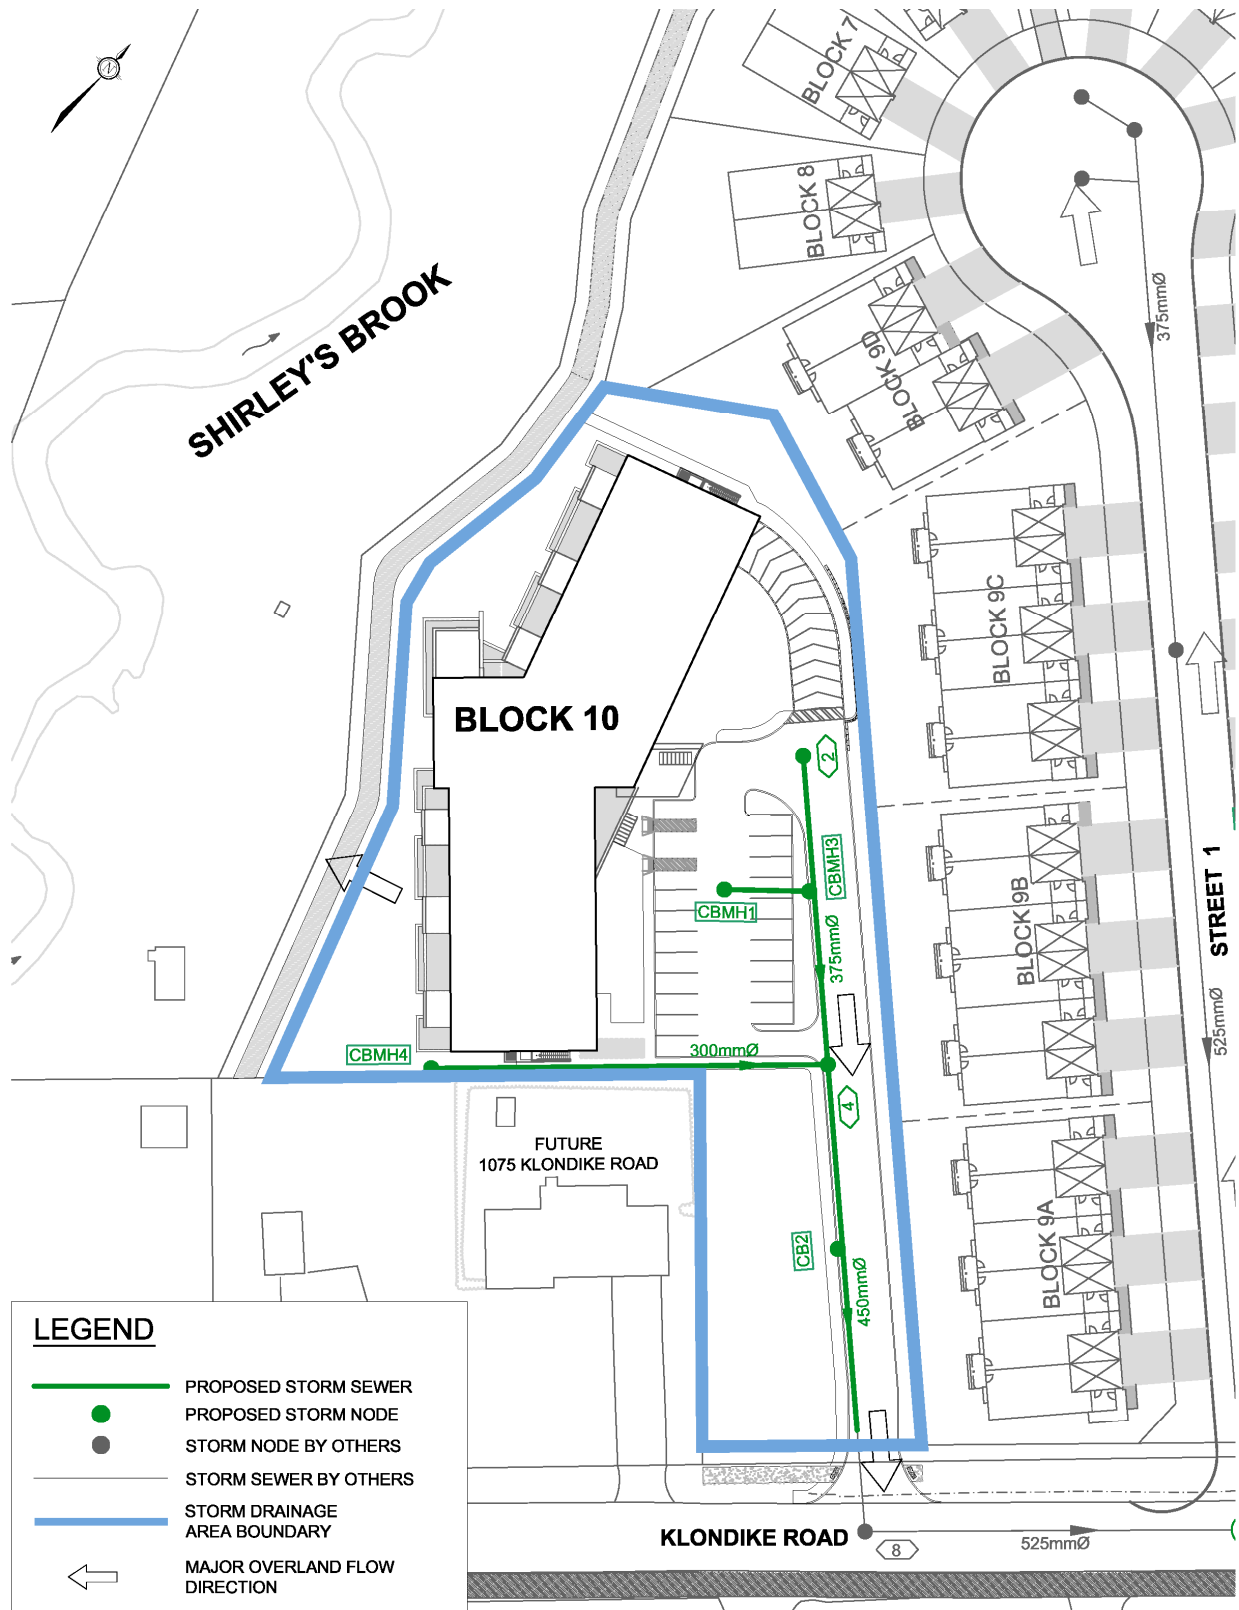 N
BLOCK 7
BLOCK 8
BLOCK 9D
375mmØ
SHIRLEY'S BROOK
BLOCK 9C
BLOCK 10
2
CBMH3
CBMH1
375mmØ
BLOCK 9B
STREET 1
525mmØ
CBMH4
300mmØ
4
FUTURE
1075 KLONDIKE ROAD
CB2
450mmØ
BLOCK 9A
LEGEND
PROPOSED STORM SEWER
PROPOSED STORM NODE
STORM NODE BY OTHERS
STORM SEWER BY OTHERS
STORM DRAINAGE
AREA BOUNDARY
MAJOR OVERLAND FLOW
DIRECTION
KLONDIKE ROAD
8
525mmØ